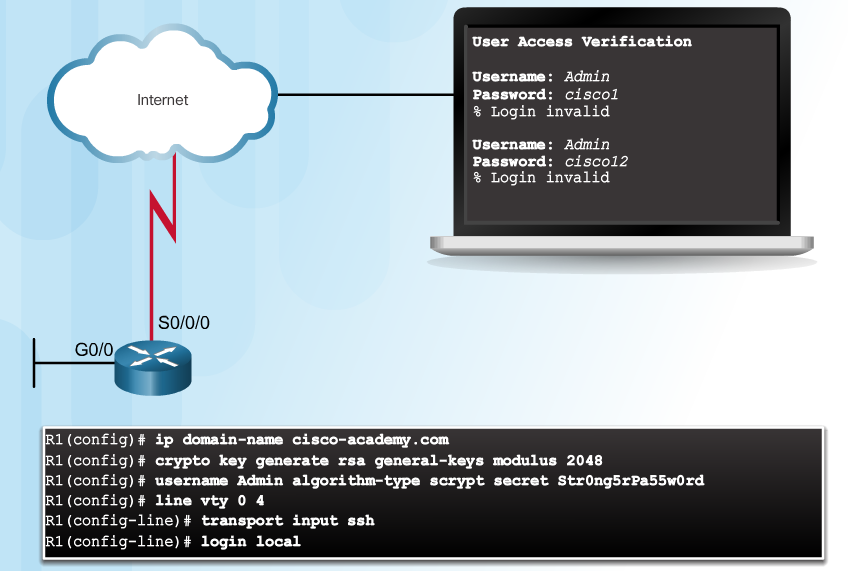 Internet
User Access Verification
Username: Admin
Password: cisco1
% Login invalid
Username: Admin
Password: cisco12
% Login invalid
S0/0/0
G0/0
R1(config)# ip domain-name cisco-academy.com
R1(config)# crypto key generate rsa general-keys modulus 2048
R1(config)# username Admin algorithm-type scrypt secret Str0ng5rPa55w0rd
R1(config)# line vty 0 4
R1(config-line)# transport input ssh
R1(config-line)# login local